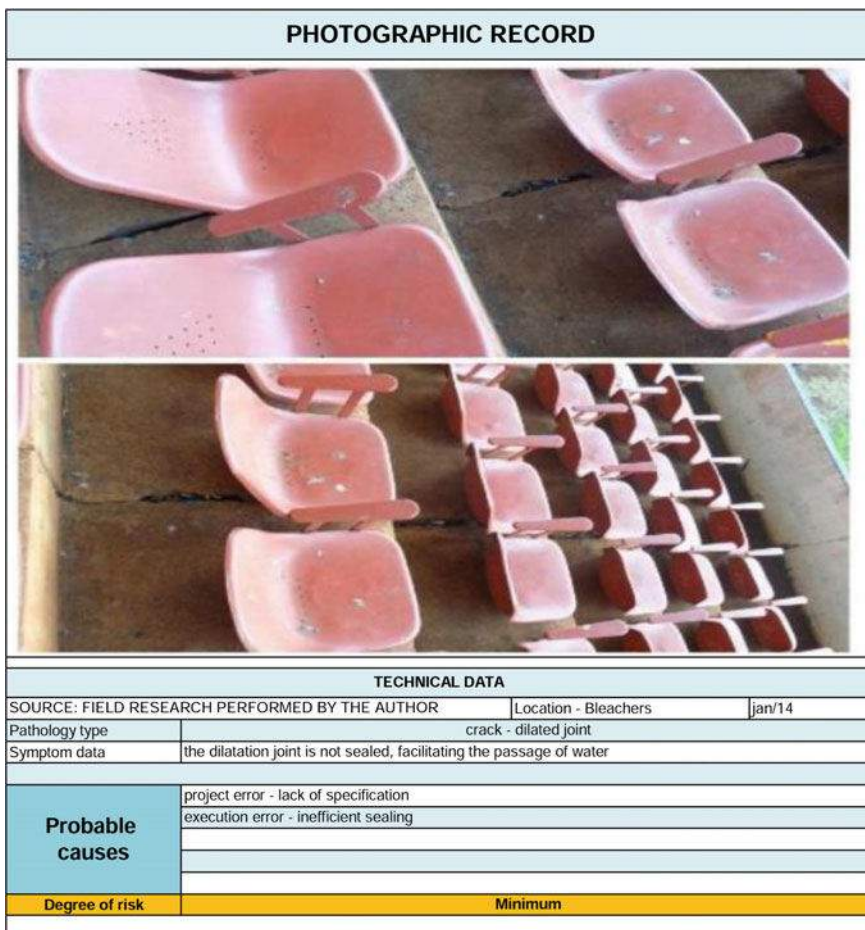 PHOTOGRAPHIC RECORD
TECHNICAL DATA
SOURCE: FIELD RESEARCH PERFORMED BY THE AUTHOR Location - Bleachers jan/14
Pathology type crack - dilated joint
Symptom data the dilatation joint is not sealed, facilitating the passage of water
Probable causes
project error - lack of specification
execution error - inefficient sealing
Degree of risk Minimum